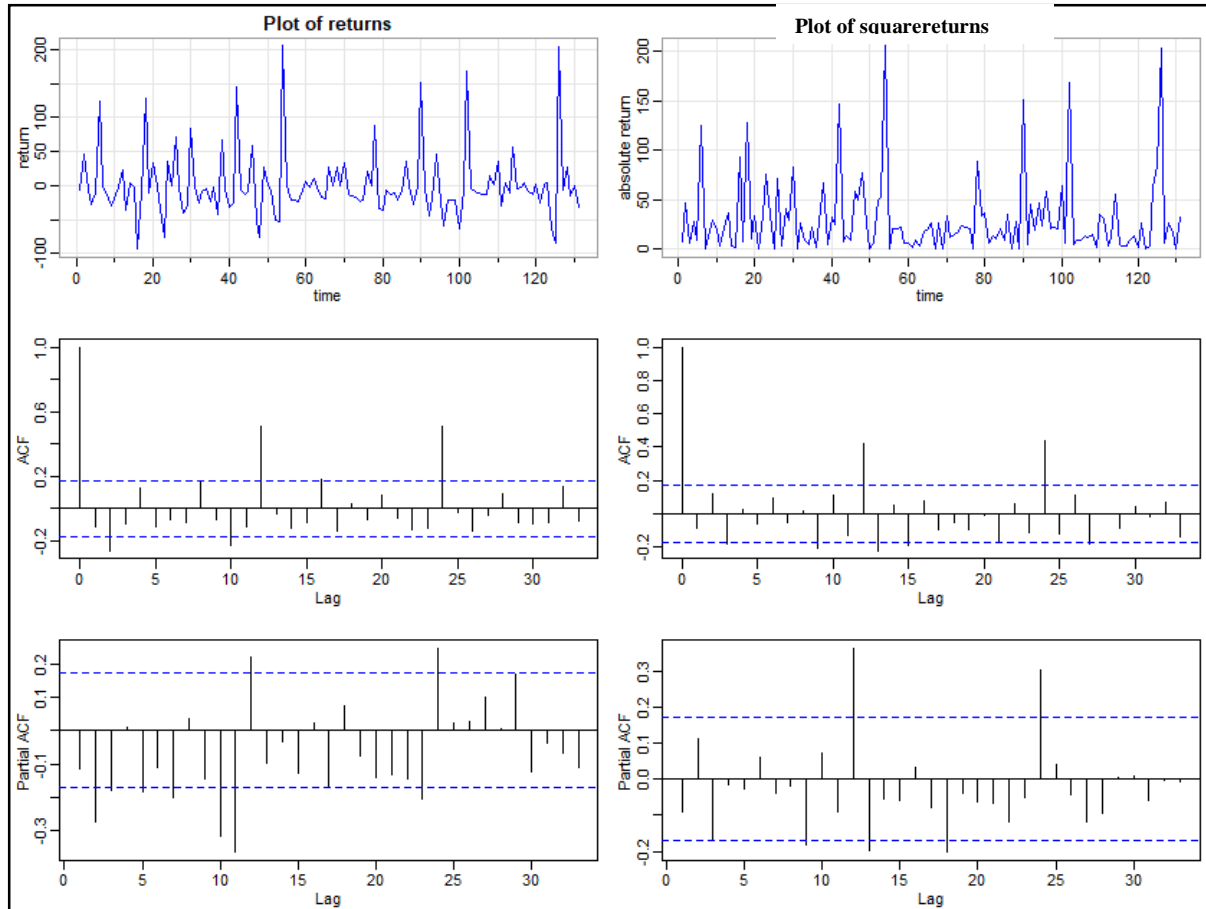 Plot of returns
return
200
100
50
0
-100
0 20 40 60 80 100 120
time
Plot of squarereturns
absolute return
200
150
100
50
0
0 20 40 60 80 100 120
time
ACF
1.0
0.6
0.2
-0.2
0 5 10 15 20 25 30
Lag
ACF
1.0
0.8
0.6
0.4
0.2
-0.2
0 5 10 15 20 25 30
Lag
Partial ACF
0.2
0.1
-0.1
-0.3
0 5 10 15 20 25 30
Lag
Partial ACF
0.3
0.2
0.1
0.0
-0.2
0 5 10 15 20 25 30
Lag